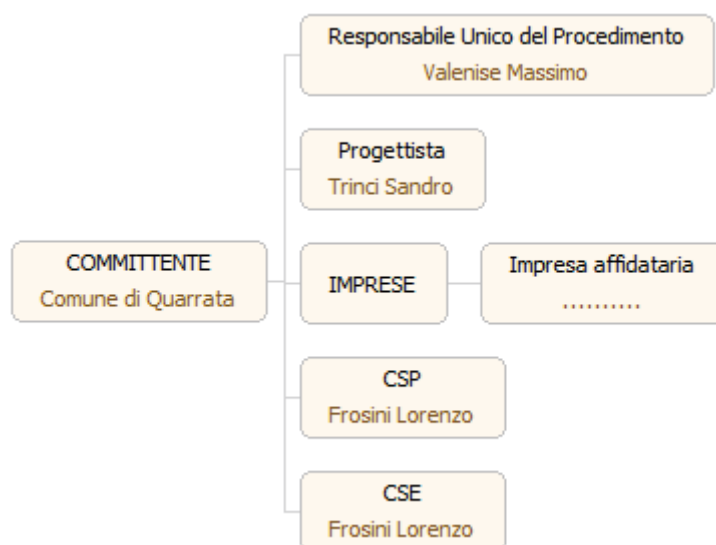 Responsabile Unico del Procedimento
Valenise Massimo
Progettista
Trinci Sandro
COMMITTENTE
Comune di Quarrata
IMPRESE
Impresa affidataria
..........
CSP
Frosini Lorenzo
CSE
Frosini Lorenzo